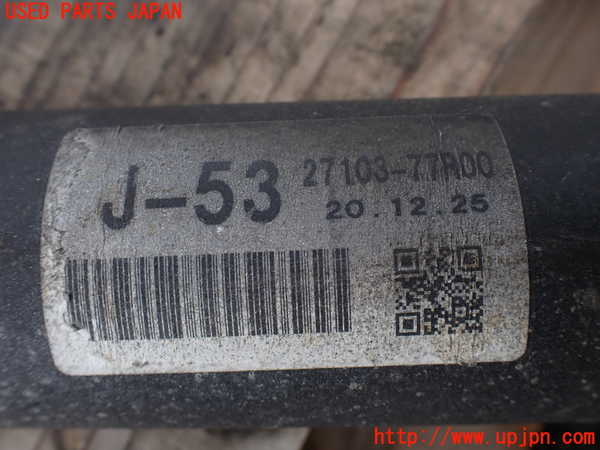 USED PARTS JAPAN
J-53 27103-77R00
20.12.25
http://www.upjpn.com/